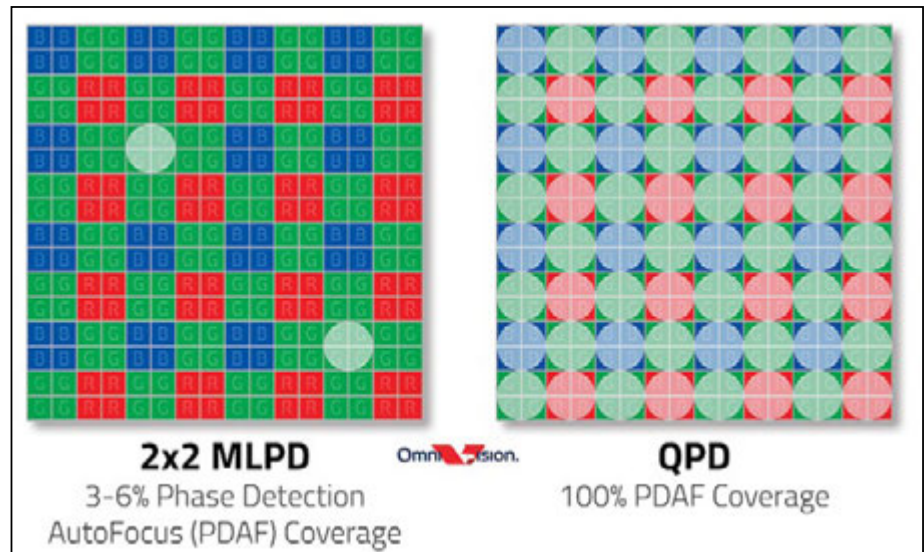 B B G G B B G G B B G G B B G G
B B G G B B G G B B G G B B G G
G G R R G G R R G G R R G G R R
G G R R G G R R G G R R G G R R
B B G G G G G G B B G G B B G G
B B G G G G G G B B G G B B G G
G G R R G G R R G G R R G G R R
G G R R G G R R G G R R G G R R
B B G G B B G G B B G G B B G G
B B G G B B G G B B G G B B G G
G G R R G G R R G G R R G G R R
G G R R G G R R G G R R G G R R
B B G G B B G G B B G G G G G G
B B G G B B G G B B G G G G G G
G G R R G G R R G G R R G G R R
G G R R G G R R G G R R G G R R
2x2 MLPD
3-6% Phase Detection
AutoFocus (PDAF) Coverage
OmniVision.
QPD
100% PDAF Coverage